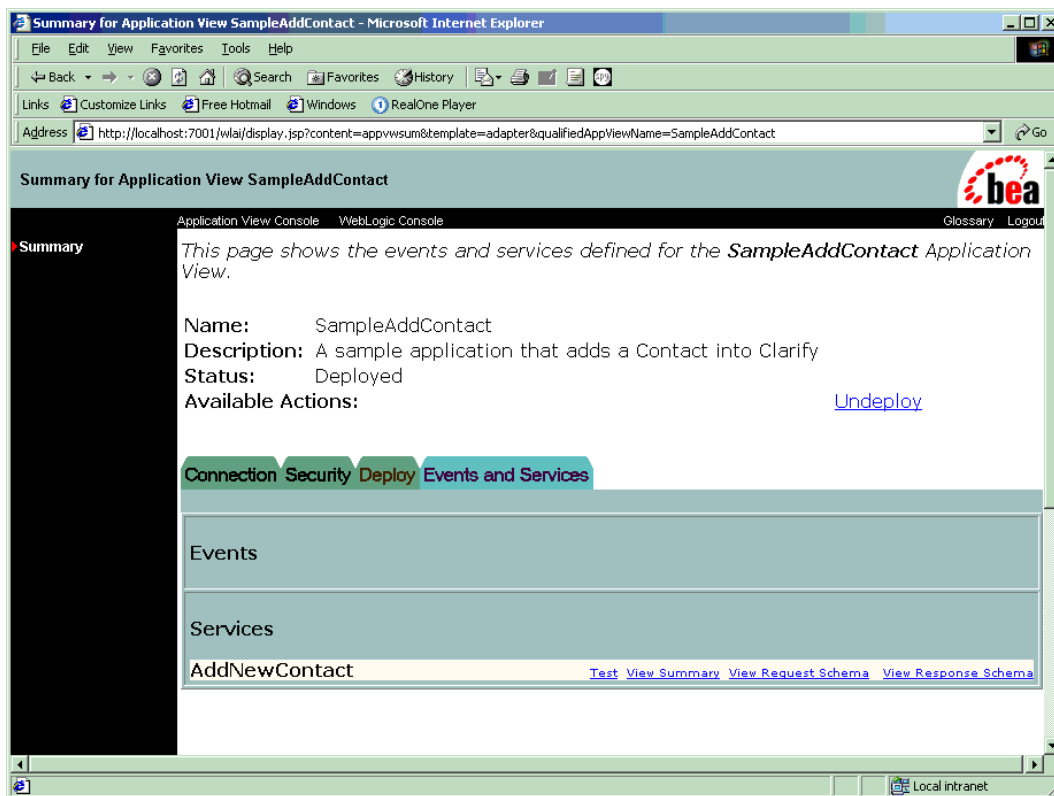 Summary for Application View SampleAddContact - Microsoft Internet Explorer
File Edit View Favorites Tools Help
Back Search Favorites History
Links Customize Links Free Hotmail Windows RealOne Player
Address http://localhost:7001/wlai/display.jsp?content=appvwsum&template=adapter&qualifiedAppViewName=SampleAddContact Go
Summary for Application View SampleAddContact
bea
Application View Console WebLogic Console Glossary Logout
Summary
This page shows the events and services defined for the SampleAddContact Application
View.
Name: SampleAddContact
Description: A sample application that adds a Contact into Clarify
Status: Deployed
Available Actions: Undeploy
Connection Security Deploy Events and Services
Events
Services
AddNewContact Test View Summary View Request Schema View Response Schema
Local intranet